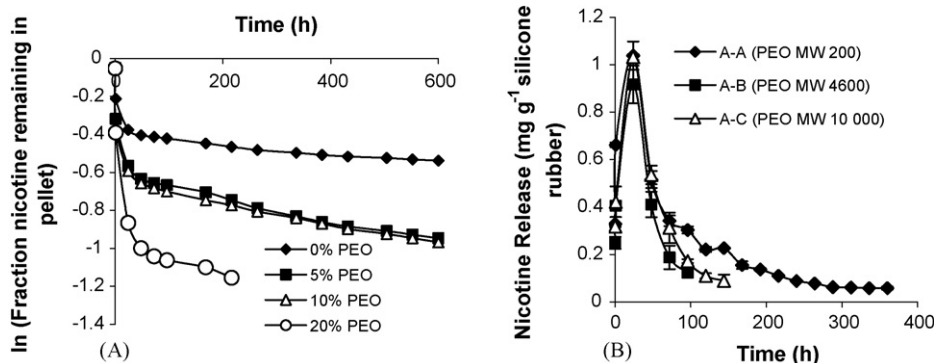 Time (h)
0
200
400
600
0
-0.2
-0.4
-0.6
-0.8
-1
-1.2
-1.4
ln (Fraction nicotine remaining in
pellet)
0% PEO
5% PEO
10% PEO
20% PEO
(A)
B)
Nicotine Release (mg g⁻¹ silicone
rubber)
1.2
1
0.8
0.6
0.4
0.2
0
A-A (PEO MW 200)
A-B (PEO MW 4600)
A-C (PEO MW 10 000)
0
100
200
300
400
(B)
Time (h)